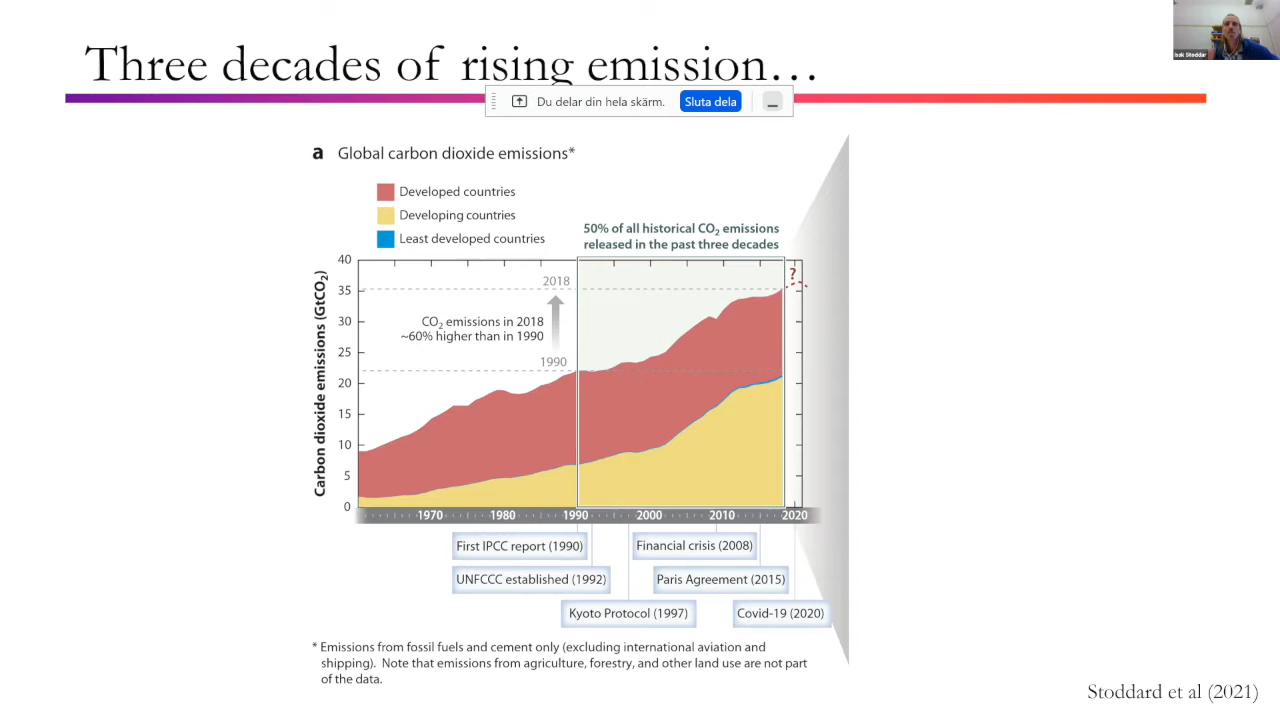 Three decades of rising emission…
Isak Stoddar
Du delar din hela skärm.
Sluta dela
a Global carbon dioxide emissions*
Developed countries
Developing countries
Least developed countries
50% of all historical CO₂ emissions
released in the past three decades
Carbon dioxide emissions (GtCO₂)
40
35
30
25
20
15
10
5
0
2018
?
CO₂ emissions in 2018
~60% higher than in 1990
1990
1970 1980 1990 2000 2010 2020
First IPCC report (1990)
Financial crisis (2008)
UNFCCC established (1992)
Paris Agreement (2015)
Kyoto Protocol (1997)
Covid-19 (2020)
* Emissions from fossil fuels and cement only (excluding international aviation and
shipping). Note that emissions from agriculture, forestry, and other land use are not part
of the data.
Stoddard et al (2021)